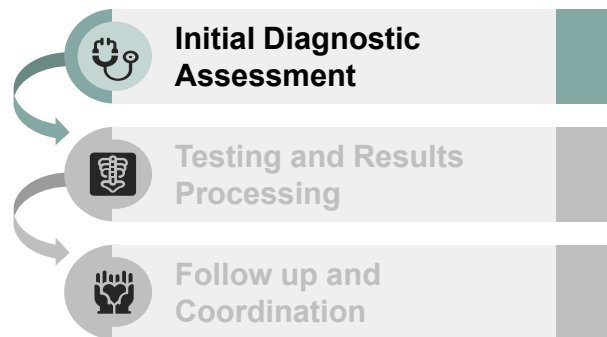 Initial Diagnostic
Assessment
Testing and Results
Processing
Follow up and
Coordination